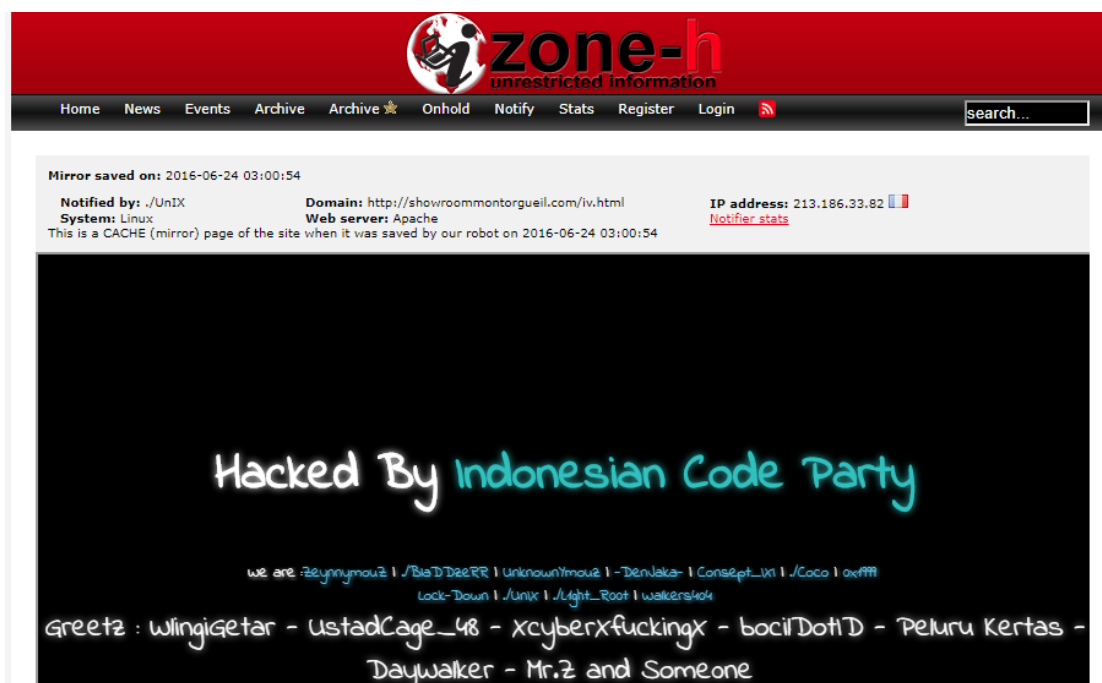 zone-h
unrestricted information
Home News Events Archive Archive Onhold Notify Stats Register Login search...
Mirror saved on: 2016-06-24 03:00:54
Notified by: ./UnIX Domain: http://showroommontorgueil.com/iv.html IP address: 213.186.33.82
System: Linux Web server: Apache Notifier stats
This is a CACHE (mirror) page of the site when it was saved by our robot on 2016-06-24 03:00:54
Hacked By Indonesian Code Party
we are :ZeynnymouZ | ./BlaDDzeRR | UnknownYmouz | -DenJaka- | Consept_IX1 | ./Coco | 0xffff
Lock-Down | ./UnIX | ./L1ght_Root | walkers404
Greetz : WlingiGetar - UstadCage_48 - xcyberxfuckingx - bocilDotID - Peluru Kertas -
Daywalker - Mr.Z and Someone